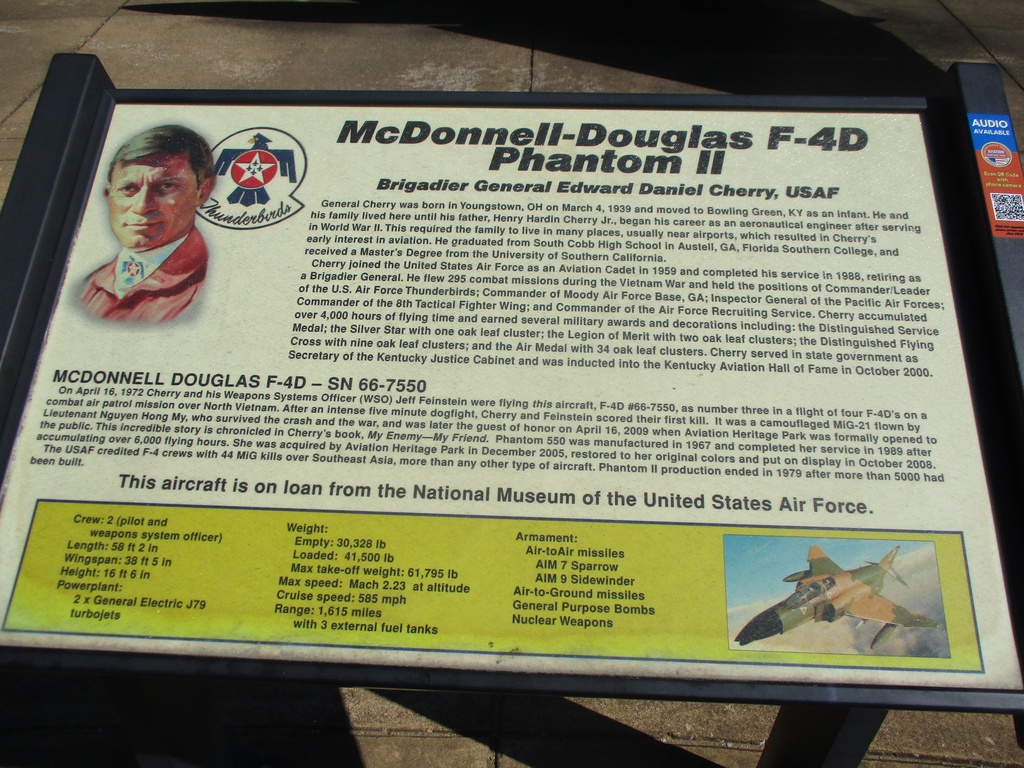 McDonnell-Douglas F-4D
Phantom II
Brigadier General Edward Daniel Cherry, USAF
Thunderbirds
General Cherry was born in Youngstown, OH on March 4, 1939 and moved to Bowling Green, KY as an infant. He and
his family lived here until his father, Henry Hardin Cherry Jr., began his career as an aeronautical engineer after serving
in World War II. This required the family to live in many places, usually near airports, which resulted in Cherry's
early interest in aviation. He graduated from South Cobb High School in Austell, GA, Florida Southern College, and
received a Master's Degree from the University of Southern California.
Cherry joined the United States Air Force as an Aviation Cadet in 1959 and completed his service in 1988, retiring as
a Brigadier General. He flew 295 combat missions during the Vietnam War and held the positions of Commander/Leader
of the U.S. Air Force Thunderbirds; Commander of Moody Air Force Base, GA; Inspector General of the Pacific Air Forces;
Commander of the 8th Tactical Fighter Wing; and Commander of the Air Force Recruiting Service. Cherry accumulated
over 4,000 hours of flying time and earned several military awards and decorations including: the Distinguished Service
Medal; the Silver Star with one oak leaf cluster; the Legion of Merit with two oak leaf clusters; the Distinguished Flying
Cross with nine oak leaf clusters; and the Air Medal with 34 oak leaf clusters. Cherry served in state government as
Secretary of the Kentucky Justice Cabinet and was inducted into the Kentucky Aviation Hall of Fame in October 2000.
MCDONNELL DOUGLAS F-4D – SN 66-7550
On April 16, 1972 Cherry and his Weapons Systems Officer (WSO) Jeff Feinstein were flying this aircraft, F-4D #66-7550, as number three in a flight of four F-4D's on a
combat air patrol mission over North Vietnam. After an intense five minute dogfight, Cherry and Feinstein scored their first kill. It was a camouflaged MiG-21 flown by
Lieutenant Nguyen Hong My, who survived the crash and the war, and was later the guest of honor on April 16, 2009 when Aviation Heritage Park was formally opened to
the public. This incredible story is chronicled in Cherry's book, My Enemy—My Friend. Phantom 550 was manufactured in 1967 and completed her service in 1989 after
accumulating over 6,000 flying hours. She was acquired by Aviation Heritage Park in December 2005, restored to her original colors and put on display in October 2008.
The USAF credited F-4 crews with 44 MiG kills over Southeast Asia, more than any other type of aircraft. Phantom II production ended in 1979 after more than 5000 had
been built.
This aircraft is on loan from the National Museum of the United States Air Force.
Crew: 2 (pilot and
weapons system officer)
Length: 58 ft 2 in
Wingspan: 38 ft 5 in
Height: 16 ft 6 in
Powerplant:
2 x General Electric J79
turbojets
Weight:
Empty: 30,328 lb
Loaded: 41,500 lb
Max take-off weight: 61,795 lb
Max speed: Mach 2.23 at altitude
Cruise speed: 585 mph
Range: 1,615 miles
with 3 external fuel tanks
Armament:
Air-toAir missiles
AIM 7 Sparrow
AIM 9 Sidewinder
Air-to-Ground missiles
General Purpose Bombs
Nuclear Weapons
AUDIO
AVAILABLE
Scan QR Code
with
phone camera